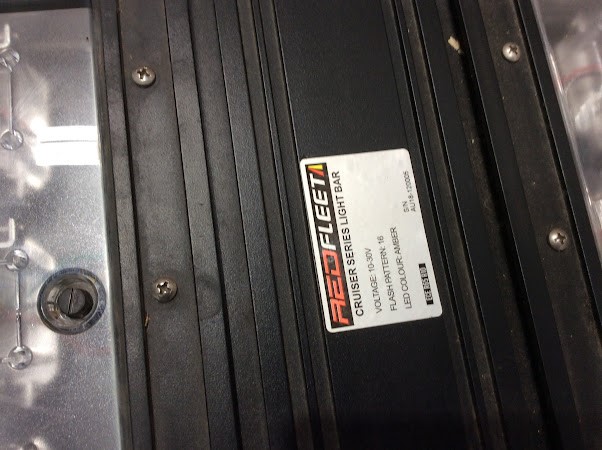 REDFLEET
CRUISER SERIES LIGHT BAR
VOLTAGE: 10-30V
FLASH PATTERN: 16
LED COLOUR: AMBER
S/N